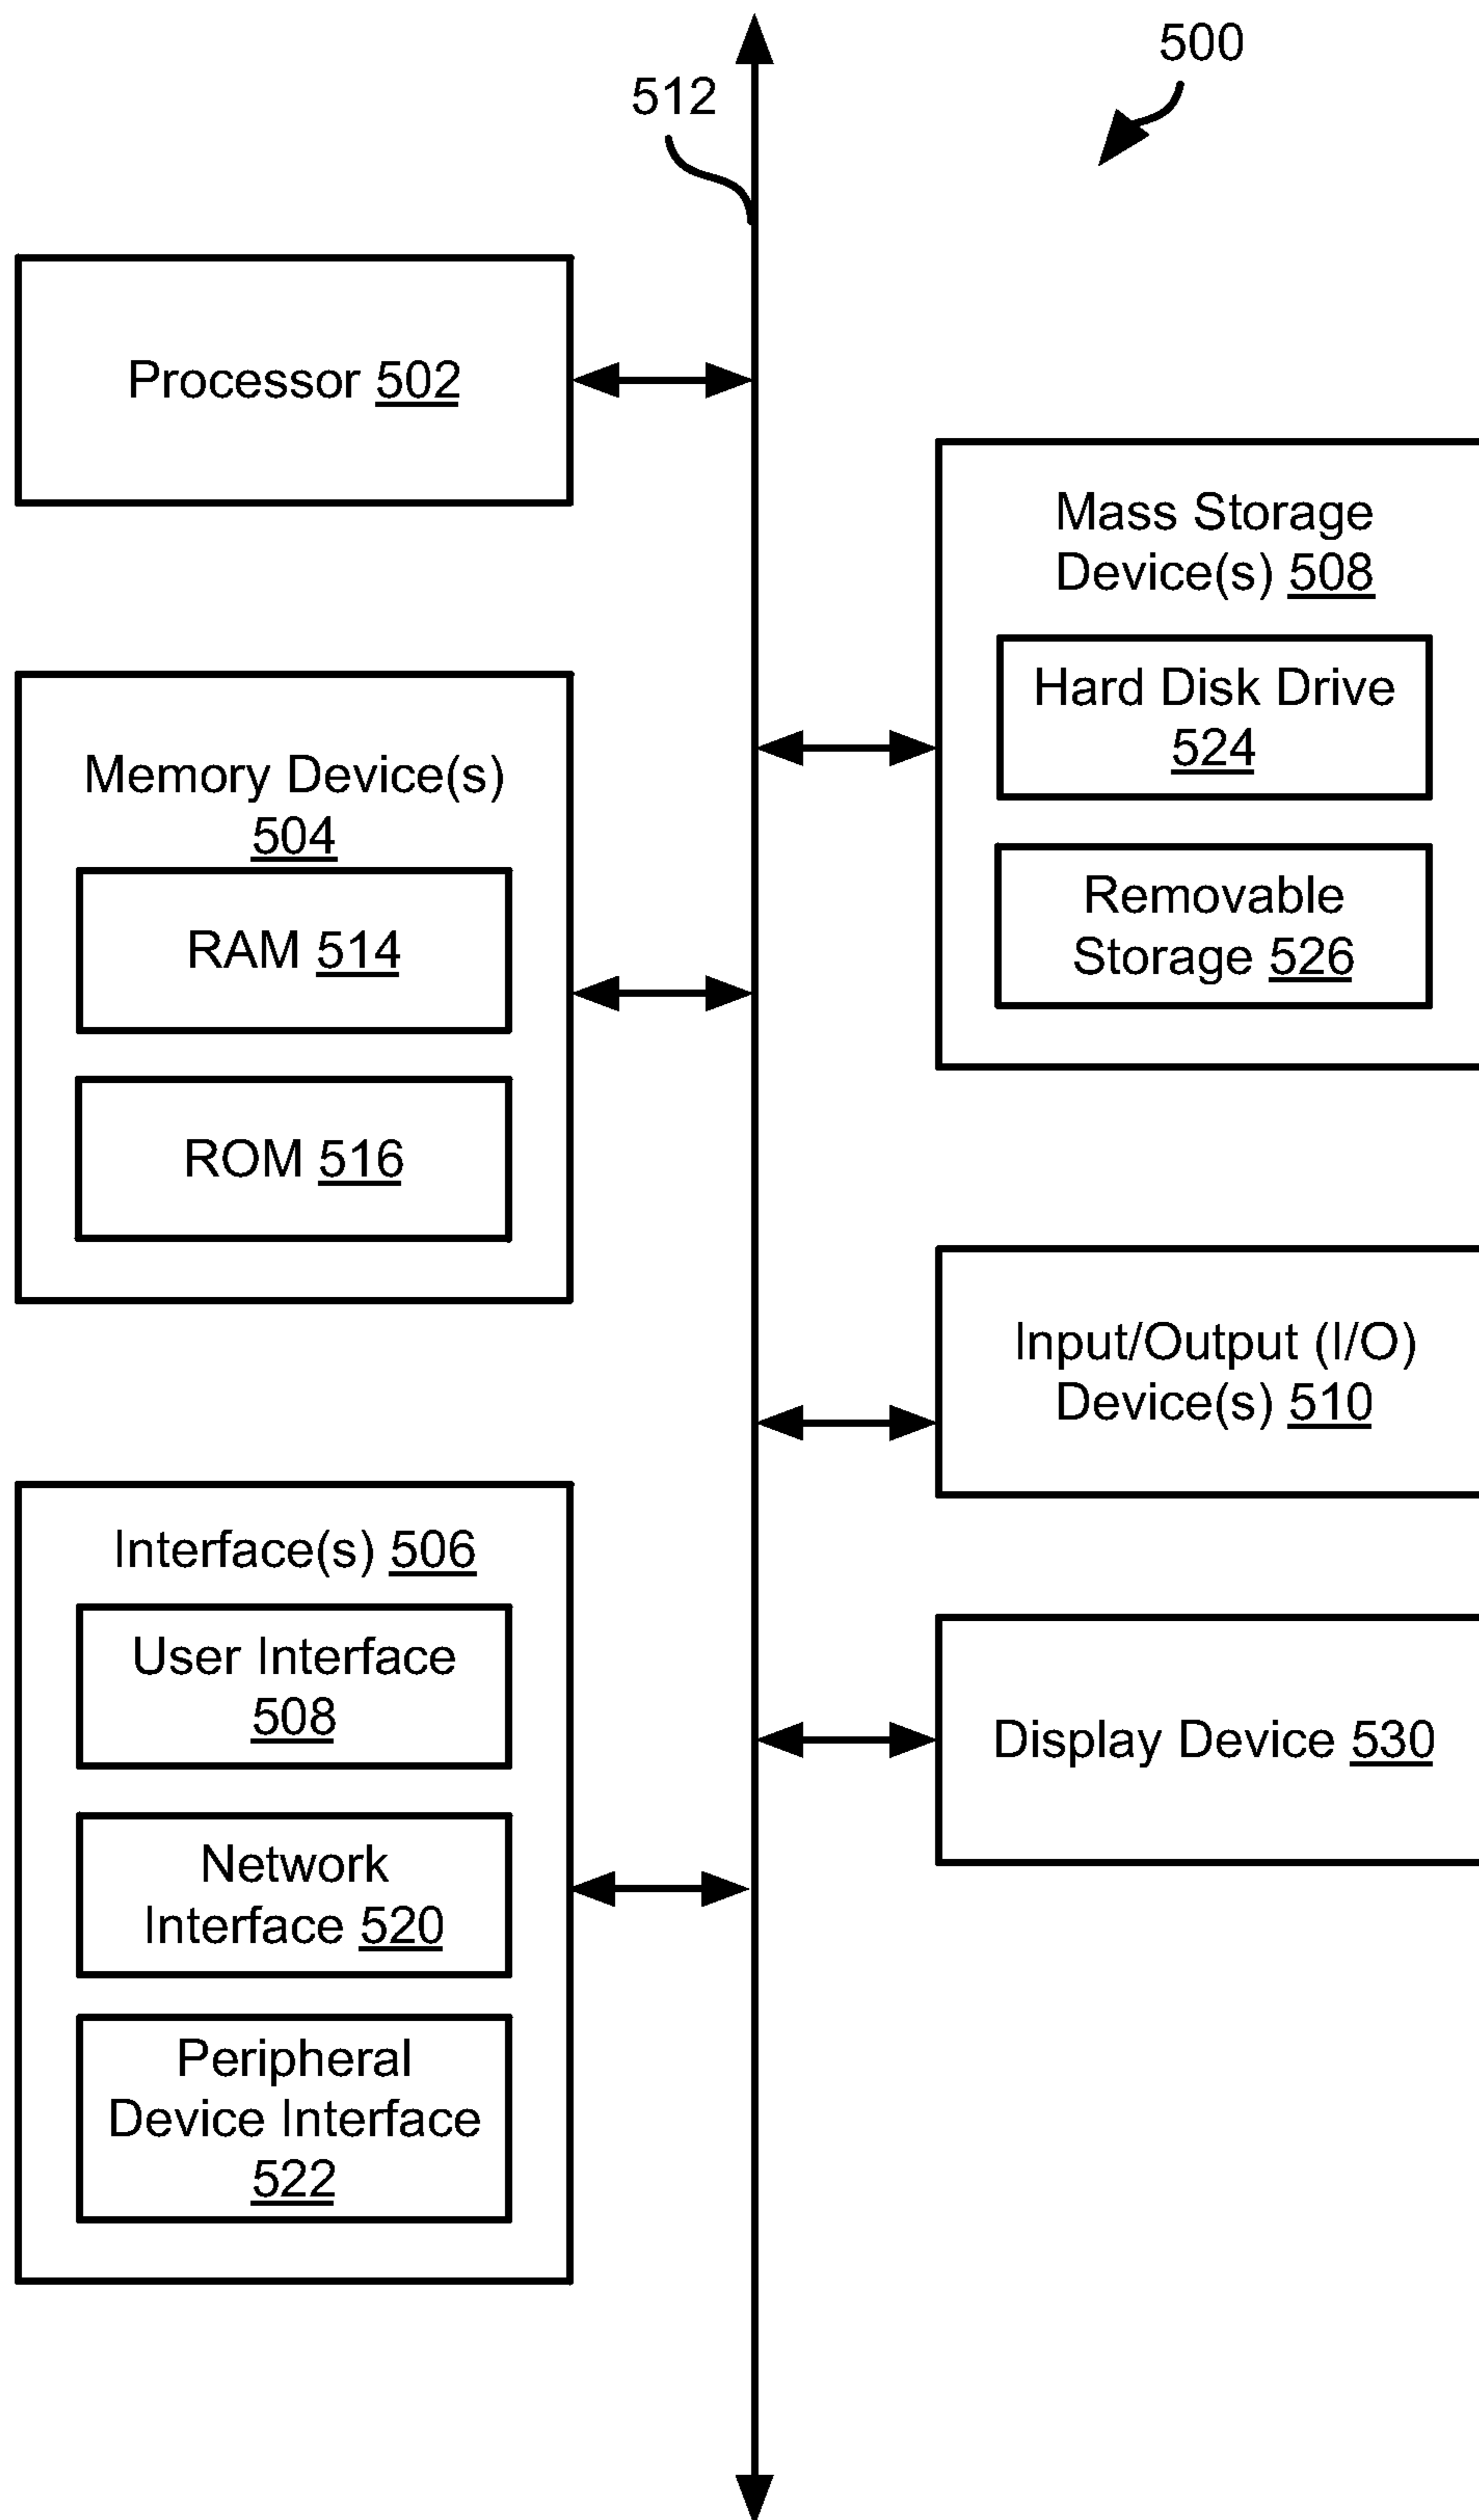 500
512
Processor 502
Memory Device(s)
504
RAM 514
ROM 516
Interface(s) 506
User Interface
508
Network
Interface 520
Peripheral
Device Interface
522
Mass Storage
Device(s) 508
Hard Disk Drive
524
Removable
Storage 526
Input/Output (I/O)
Device(s) 510
Display Device 530